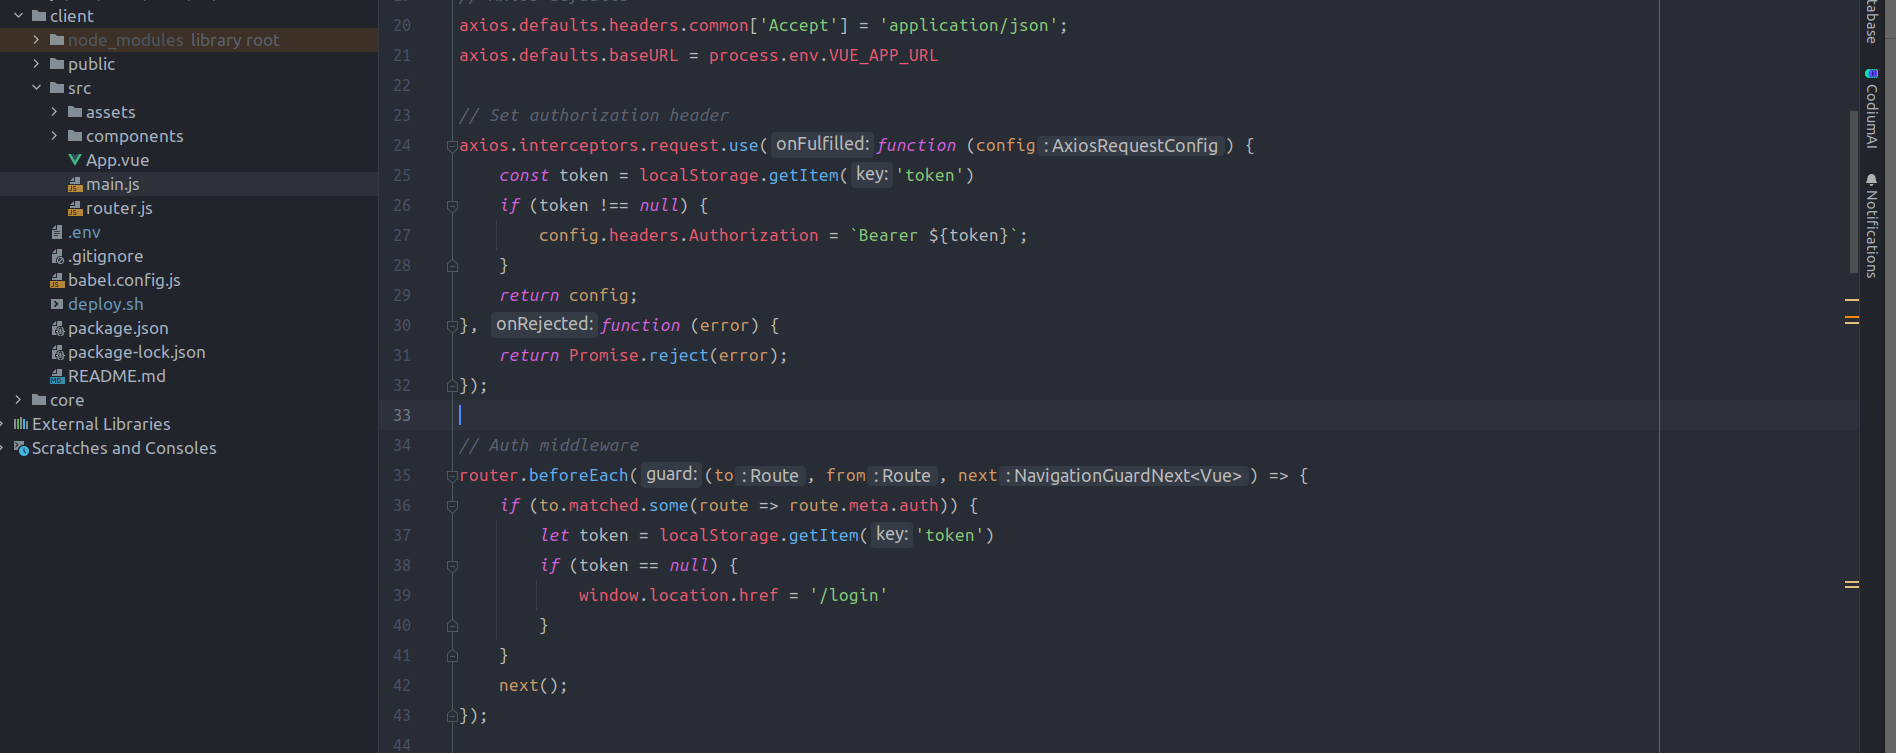 client
node_modules library root
public
src
assets
components
App.vue
main.js
router.js
.env
.gitignore
babel.config.js
deploy.sh
package.json
package-lock.json
README.md
core
External Libraries
Scratches and Consoles
20 axios.defaults.headers.common['Accept'] = 'application/json';
21 axios.defaults.baseURL = process.env.VUE_APP_URL
22
23 // Set authorization header
24 axios.interceptors.request.use( onFulfilled: function (config : AxiosRequestConfig ) {
25 const token = localStorage.getItem( key: 'token')
26 if (token !== null) {
27 config.headers.Authorization = `Bearer ${token}`;
28 }
29 return config;
30 }, onRejected: function (error) {
31 return Promise.reject(error);
32 });
33
34 // Auth middleware
35 router.beforeEach( guard: (to : Route , from : Route , next : NavigationGuardNext<Vue> ) => {
36 if (to.matched.some(route => route.meta.auth)) {
37 let token = localStorage.getItem( key: 'token')
38 if (token == null) {
39 window.location.href = '/login'
40 }
41 }
42 next();
43 });
44
CodiumAI
Notifications